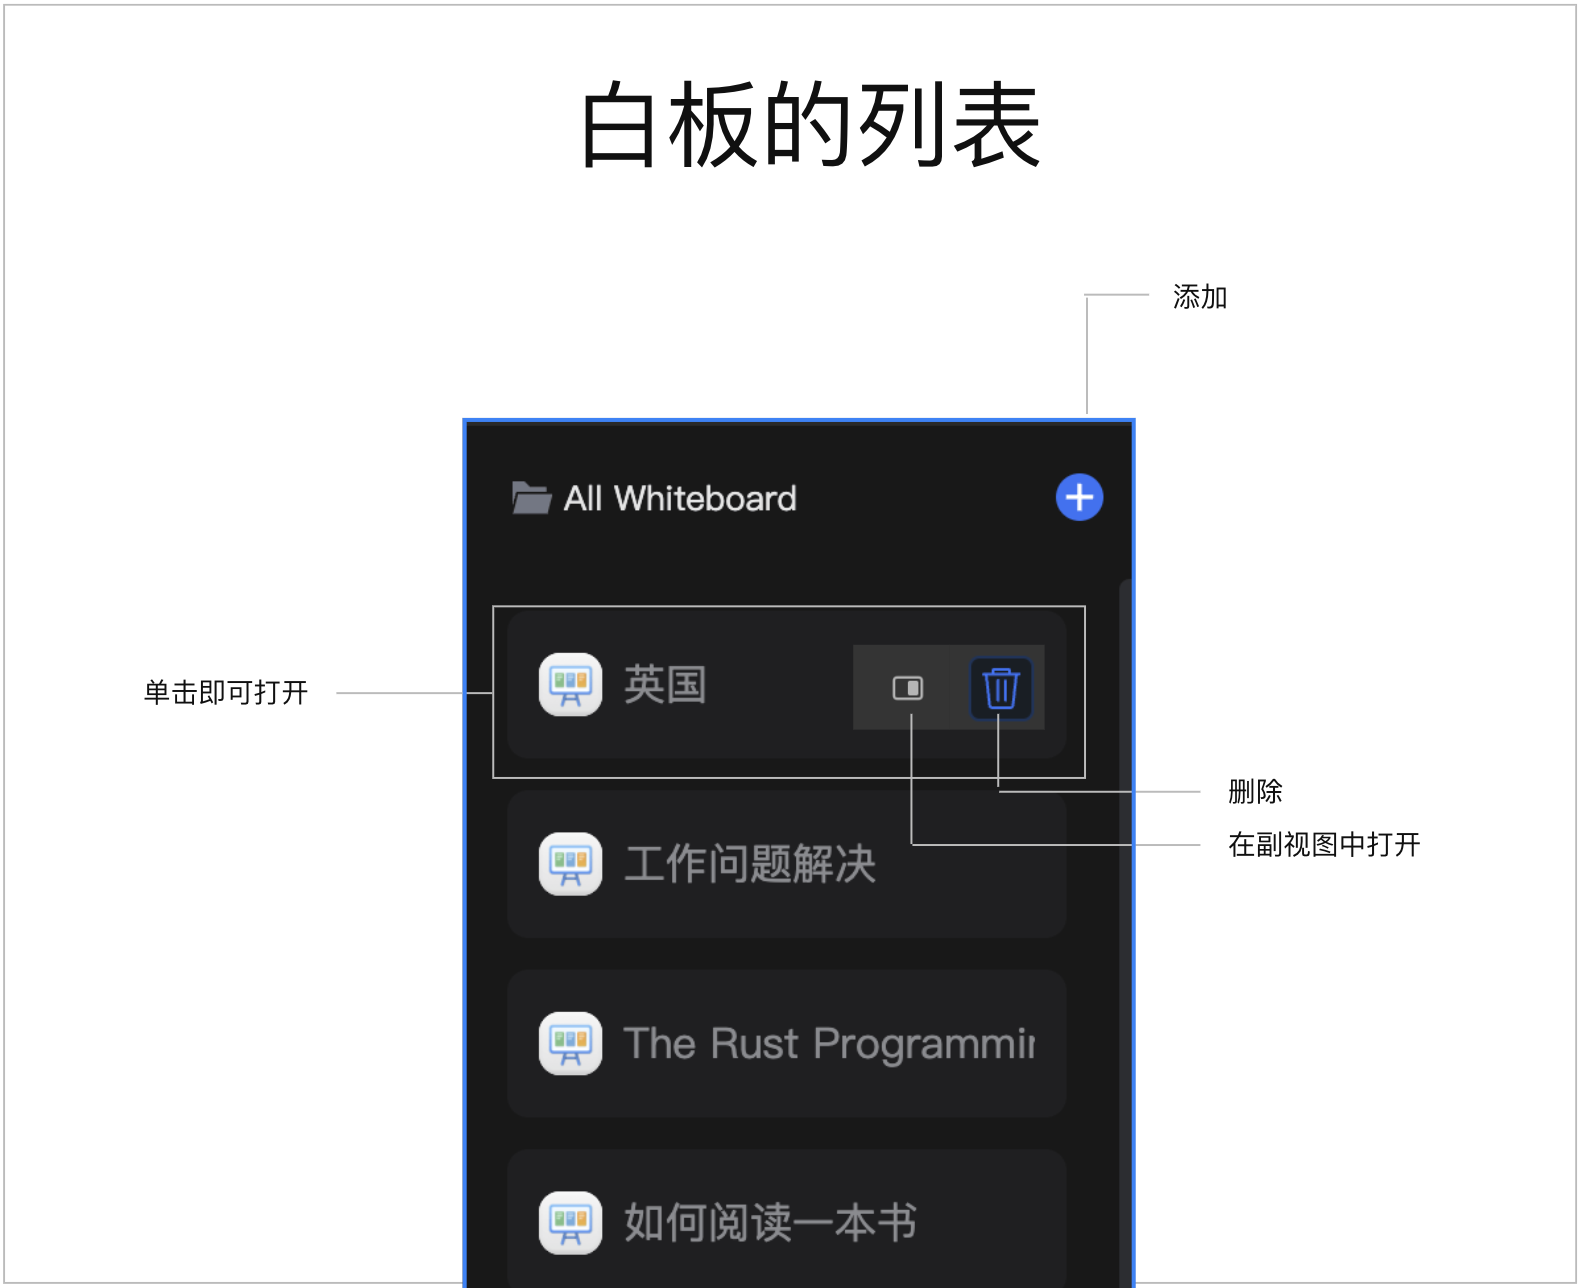 白板的列表
添加
All Whiteboard
英国
单击即可打开
删除
在副视图中打开
工作问题解决
The Rust Programmin
如何阅读一本书